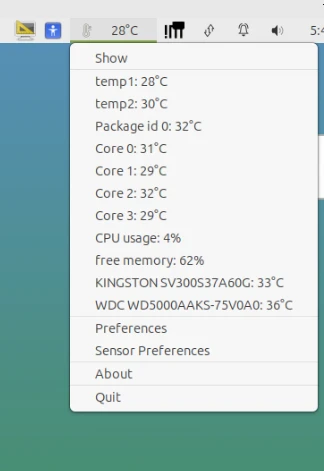 28°C
5:4
Show
temp1: 28°C
temp2: 30°C
Package id 0: 32°C
Core 0: 31°C
Core 1: 29°C
Core 2: 32°C
Core 3: 29°C
CPU usage: 4%
free memory: 62%
KINGSTON SV300S37A60G: 33°C
WDC WD5000AAKS-75V0A0: 36°C
Preferences
Sensor Preferences
About
Quit